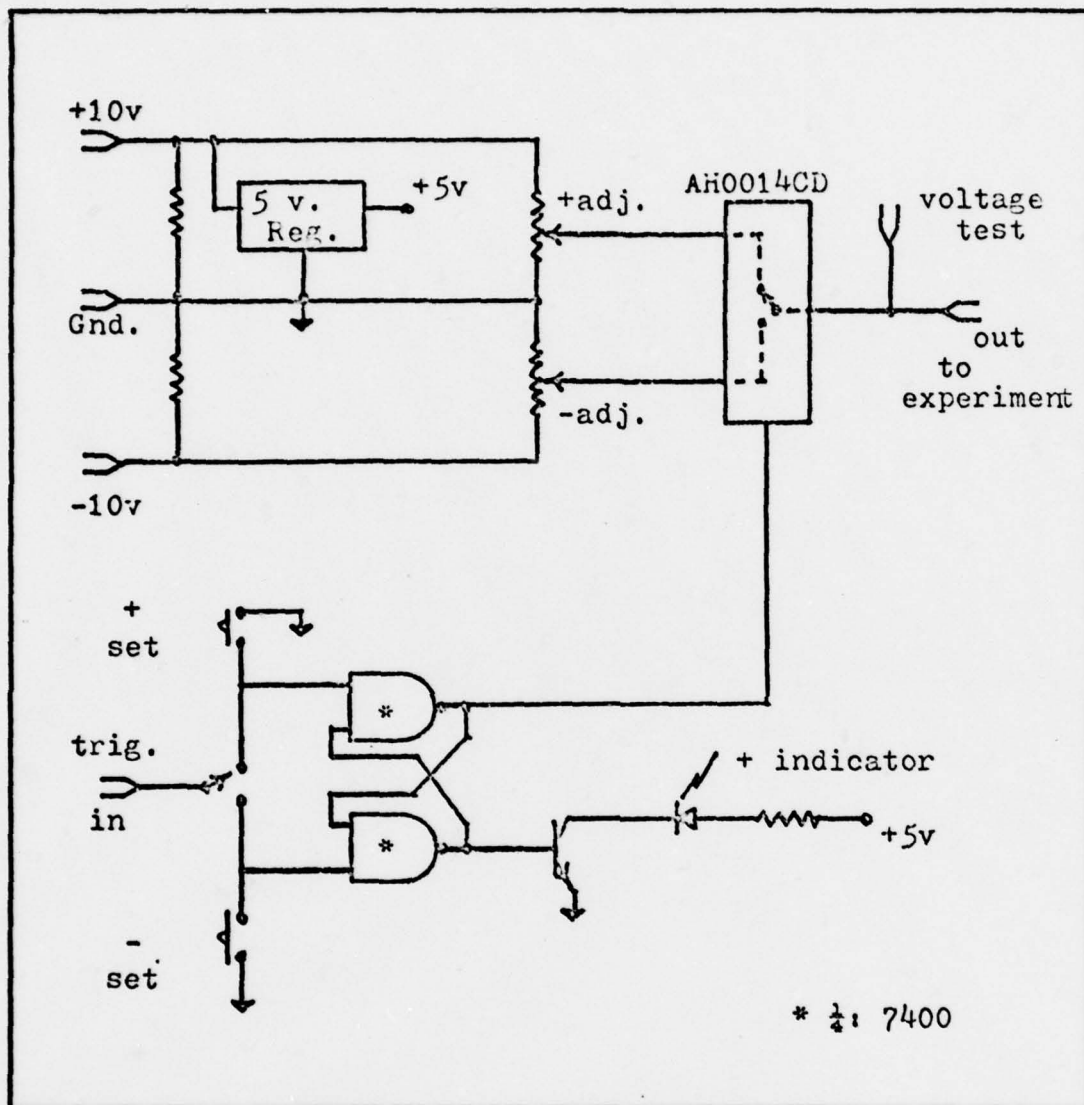 +10v
5 v.
Reg.
+5v
+adj.
AH0014CD
voltage
test
Gnd.
out
to
experiment
-adj.
-10v
+
set
*
trig.
in
+ indicator
*
+5v
-
set
* ¼: 7400